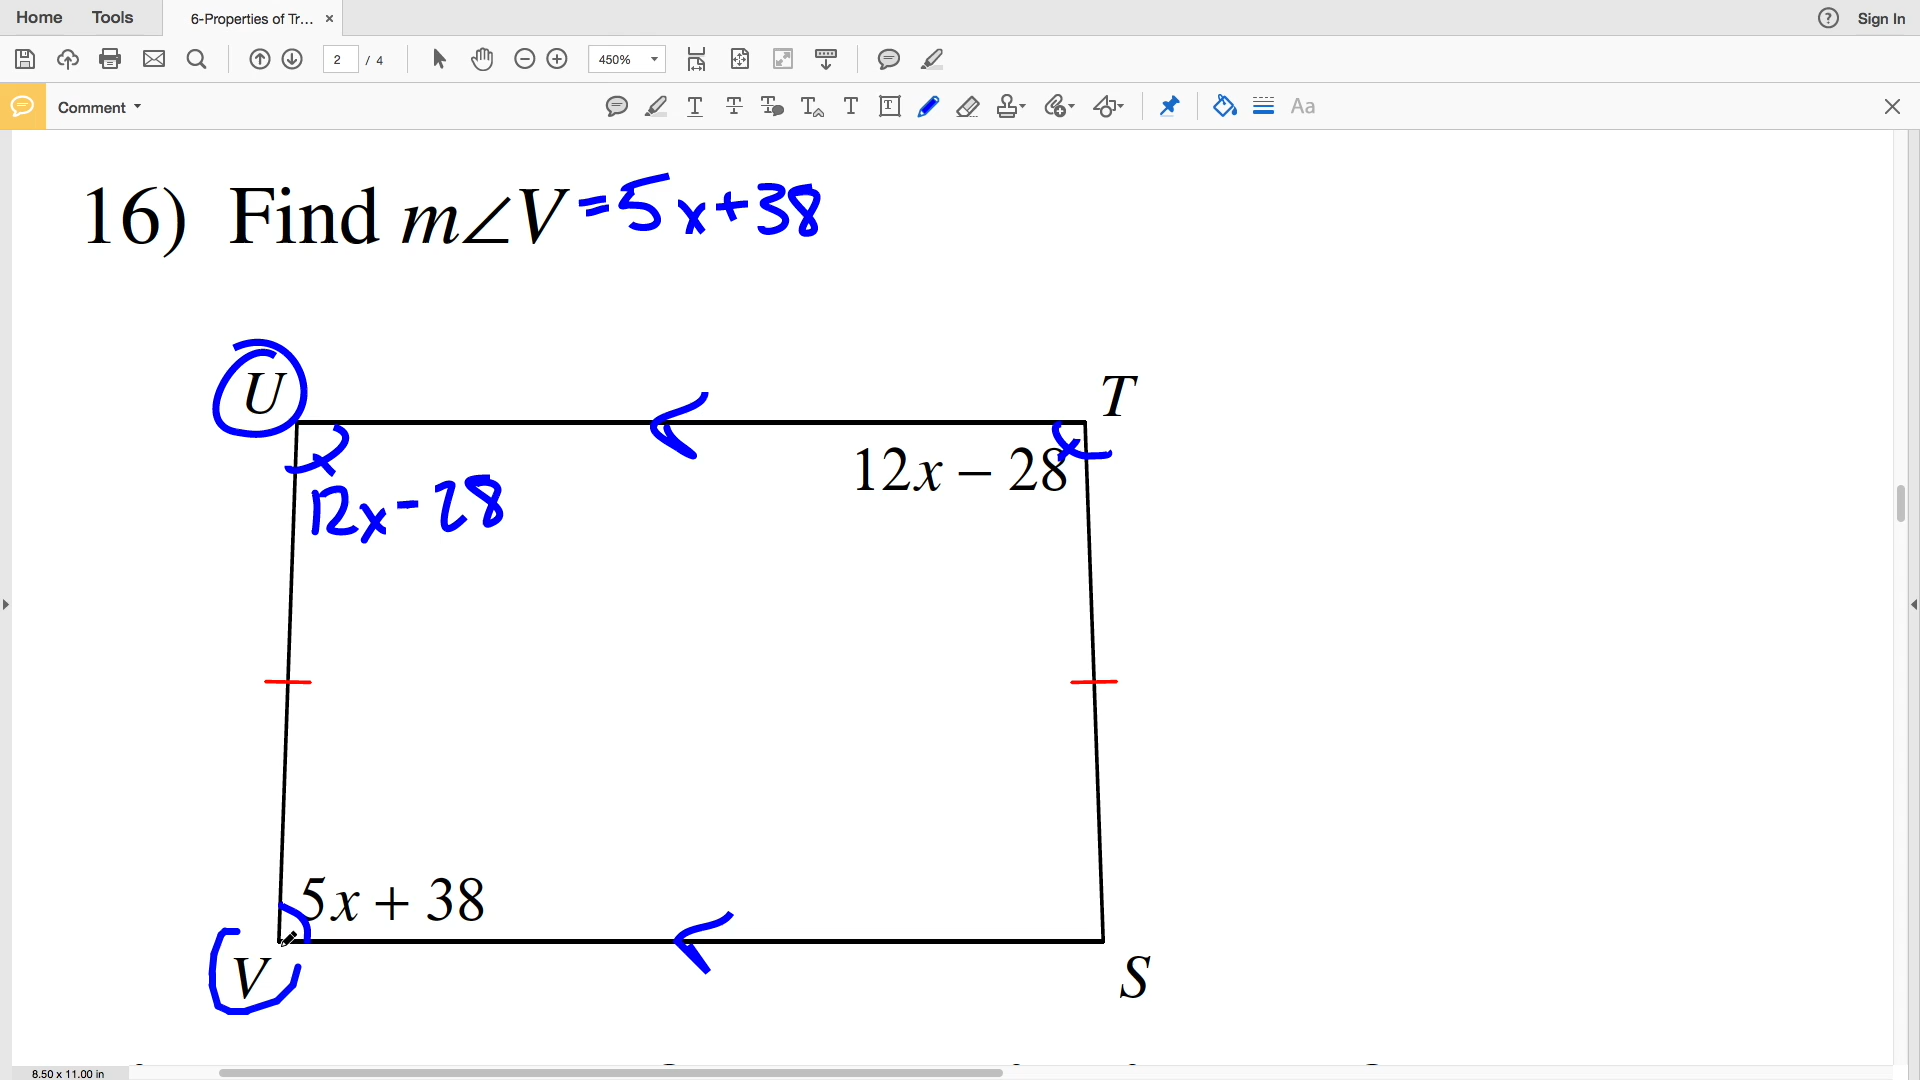 Home Tools 6-Properties of Tr... × ? Sign In
2 / 4 450%
Comment T T T T T T Aa
16) Find m∠V = 5x+38
U T
12x − 28
12x - 28
5x + 38
V S
8.50 x 11.00 in